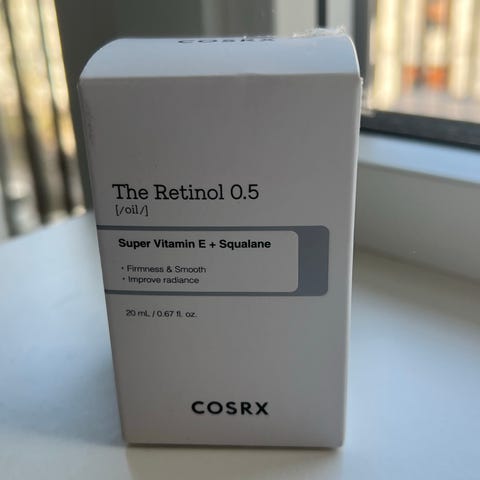 COSRX
The Retinol 0.5
[/oil/]
Super Vitamin E + Squalane
• Firmness & Smooth
• Improve radiance
20 mL / 0.67 fl. oz.
COSRX